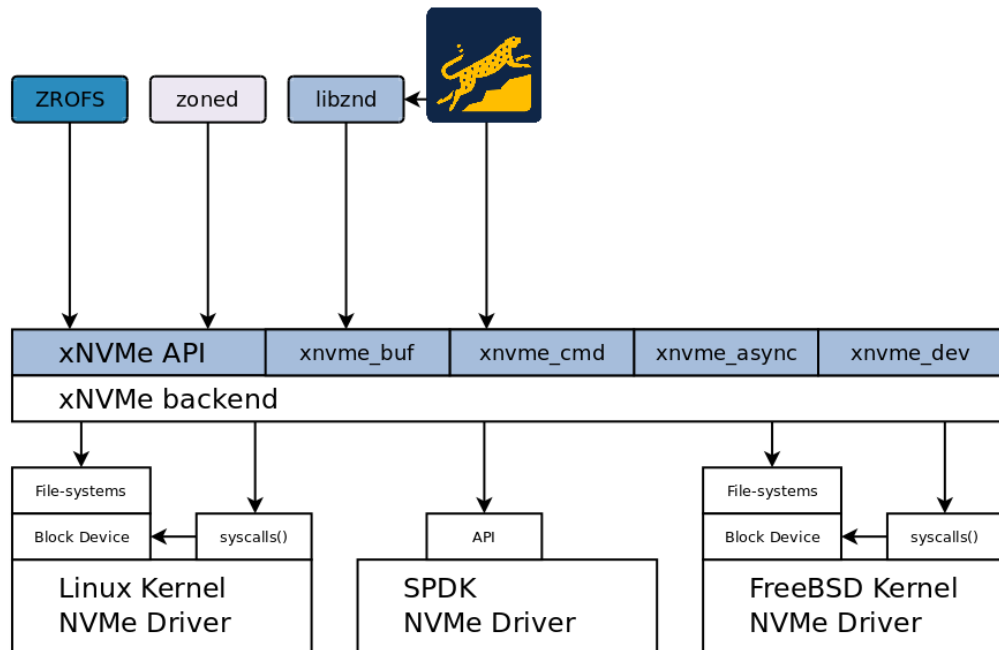 ZROFS
zoned
libznd
xNVMe API
xnvme_buf
xnvme_cmd
xnvme_async
xnvme_dev
xNVMe backend
File-systems
File-systems
Block Device
syscalls()
API
Block Device
syscalls()
Linux Kernel
NVMe Driver
SPDK
NVMe Driver
FreeBSD Kernel
NVMe Driver